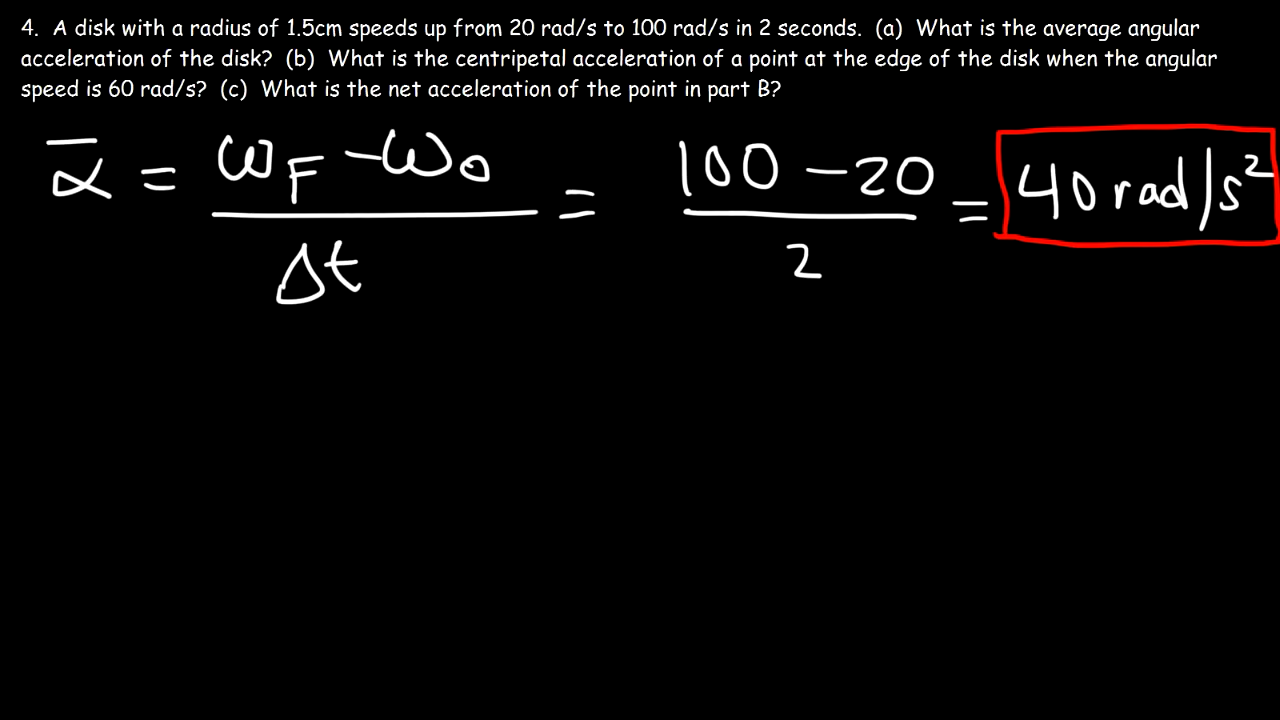 4. A disk with a radius of 1.5cm speeds up from 20 rad/s to 100 rad/s in 2 seconds. (a) What is the average angular
acceleration of the disk? (b) What is the centripetal acceleration of a point at the edge of the disk when the angular
speed is 60 rad/s? (c) What is the net acceleration of the point in part B?
ᾱ = (ω_F - ω_0) / Δt = (100 - 20) / 2 = 40 rad/s²